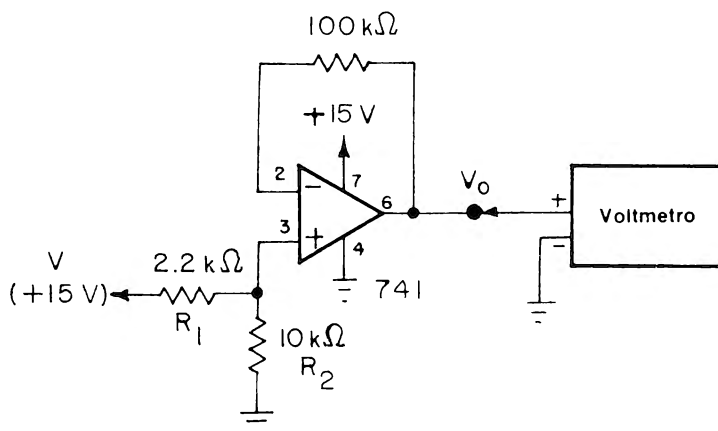 100 kΩ
+15 V
2
7
6
3
4
−
+
741
V₀
+
−
Voltmetro
V
(+15 V)
2.2 kΩ
R₁
10 kΩ
R₂